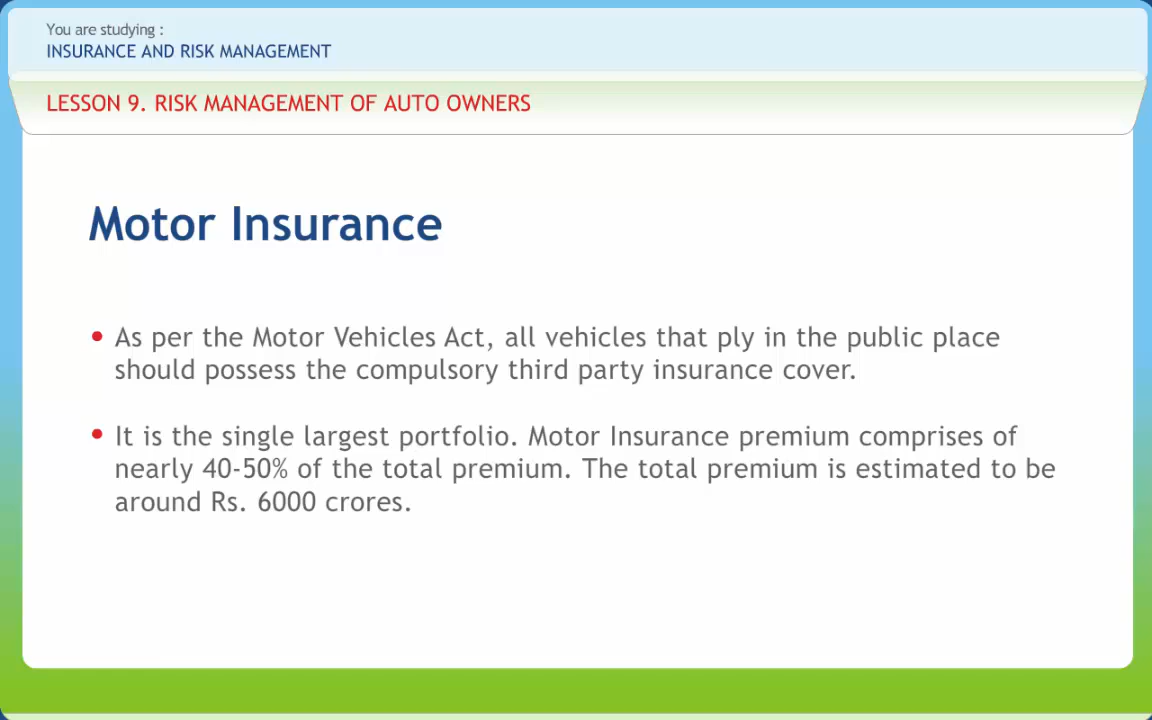 You are studying :
INSURANCE AND RISK MANAGEMENT
LESSON 9. RISK MANAGEMENT OF AUTO OWNERS
Motor Insurance
• As per the Motor Vehicles Act, all vehicles that ply in the public place
should possess the compulsory third party insurance cover.
• It is the single largest portfolio. Motor Insurance premium comprises of
nearly 40-50% of the total premium. The total premium is estimated to be
around Rs. 6000 crores.